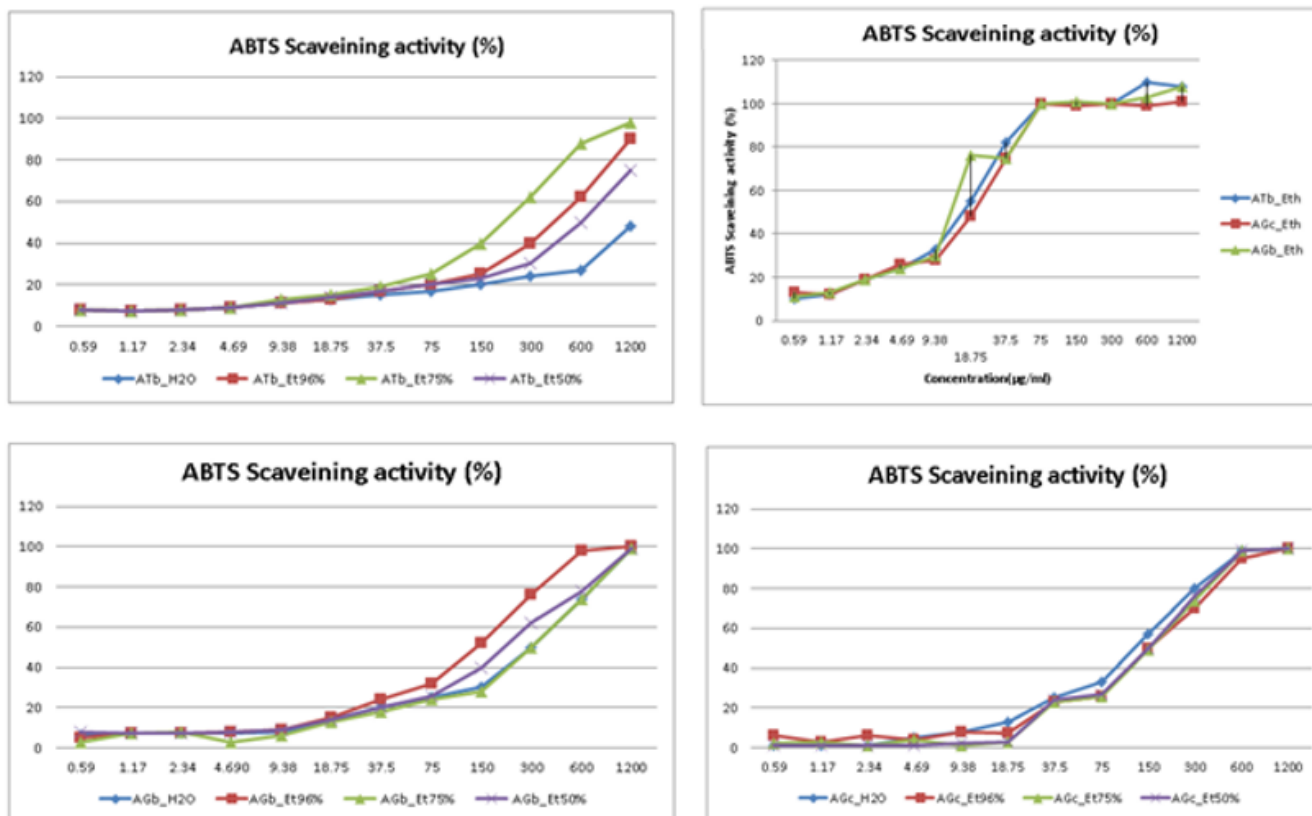 ABTS Scaveining activity (%)
120
100
80
60
40
20
0
0.59 1.17 2.34 4.69 9.38 18.75 37.5 75 150 300 600 1200
ATb_H2O ATb_Et96% ATb_Et75% ATb_Et50%
ABTS Scaveining activity (%)
ABTS Scaveining activity (%)
120
100
80
60
40
20
0
0.59 1.17 2.34 4.69 9.38 18.75 37.5 75 150 300 600 1200
Concentration(µg/ml)
ATb_Eth
AGc_Eth
AGb_Eth
ABTS Scaveining activity (%)
120
100
80
60
40
20
0
0.59 1.17 2.34 4.690 9.38 18.75 37.5 75 150 300 600 1200
AGb_H2O AGb_Et96% AGb_Et75% AGb_Et50%
ABTS Scaveining activity (%)
120
100
80
60
40
20
0
0.59 1.17 2.34 4.69 9.38 18.75 37.5 75 150 300 600 1200
AGc_H2O AGc_Et96% AGc_Et75% AGc_Et50%